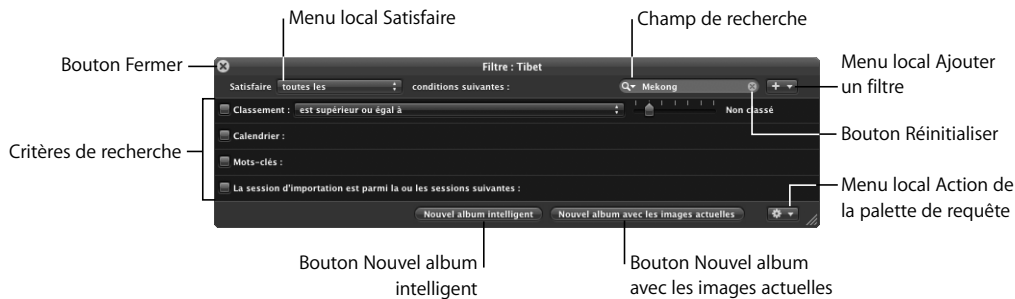 Menu local Satisfaire
Champ de recherche
Bouton Fermer
Filtre : Tibet
Menu local Ajouter
un filtre
Satisfaire toutes les conditions suivantes : Mekong
Classement : est supérieur ou égal à Non classé
Bouton Réinitialiser
Calendrier :
Critères de recherche
Mots-clés :
La session d'importation est parmi la ou les sessions suivantes :
Menu local Action de
la palette de requête
Nouvel album intelligent Nouvel album avec les images actuelles
Bouton Nouvel album
intelligent
Bouton Nouvel album
avec les images actuelles